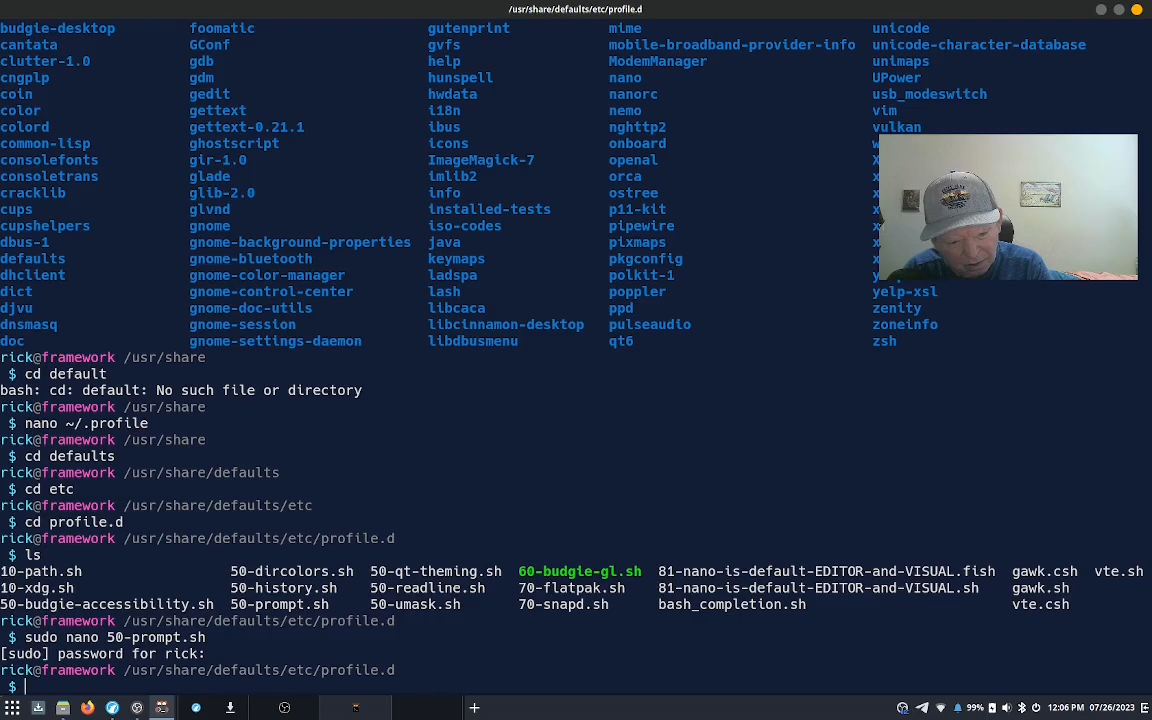 /usr/share/defaults/etc/profile.d
budgie-desktop foomatic gutenprint mime unicode
cantata GConf gvfs mobile-broadband-provider-info unicode-character-database
clutter-1.0 gdb help ModemManager unimaps
cngplp gdm hunspell nano UPower
coin gedit hwdata nanorc usb_modeswitch
color gettext i18n nemo vim
colord gettext-0.21.1 ibus nghttp2 vulkan
common-lisp ghostscript icons onboard
consolefonts gir-1.0 ImageMagick-7 openal
consoletrans glade imlib2 orca
cracklib glib-2.0 info ostree
cups glvnd installed-tests p11-kit
cupshelpers gnome iso-codes pipewire
dbus-1 gnome-background-properties java pixmaps
defaults gnome-bluetooth keymaps pkgconfig
dhclient gnome-color-manager ladspa polkit-1
dict gnome-control-center lash poppler yelp-xsl
djvu gnome-doc-utils libcaca ppd zenity
dnsmasq gnome-session libcinnamon-desktop pulseaudio zoneinfo
doc gnome-settings-daemon libdbusmenu qt6 zsh
rick@framework /usr/share
$ cd default
bash: cd: default: No such file or directory
rick@framework /usr/share
$ nano ~/.profile
rick@framework /usr/share
$ cd defaults
rick@framework /usr/share/defaults
$ cd etc
rick@framework /usr/share/defaults/etc
$ cd profile.d
rick@framework /usr/share/defaults/etc/profile.d
$ ls
10-path.sh 50-dircolors.sh 50-qt-theming.sh 60-budgie-gl.sh 81-nano-is-default-EDITOR-and-VISUAL.fish gawk.csh vte.sh
10-xdg.sh 50-history.sh 50-readline.sh 70-flatpak.sh 81-nano-is-default-EDITOR-and-VISUAL.sh gawk.sh
50-budgie-accessibility.sh 50-prompt.sh 50-umask.sh 70-snapd.sh bash_completion.sh vte.csh
rick@framework /usr/share/defaults/etc/profile.d
$ sudo nano 50-prompt.sh
[sudo] password for rick:
rick@framework /usr/share/defaults/etc/profile.d
$
99% 12:06 PM 07/26/2023